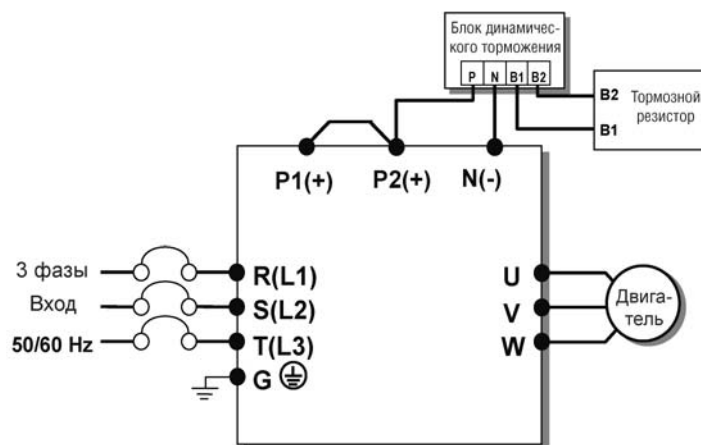 Блок динамичес-
кого торможения
P N B1 B2
B2
Тормозной
резистор
B1
P1(+) P2(+) N(-)
3 фазы
R(L1)
U
Вход
S(L2)
V
Двига-
тель
50/60 Hz
T(L3)
W
G